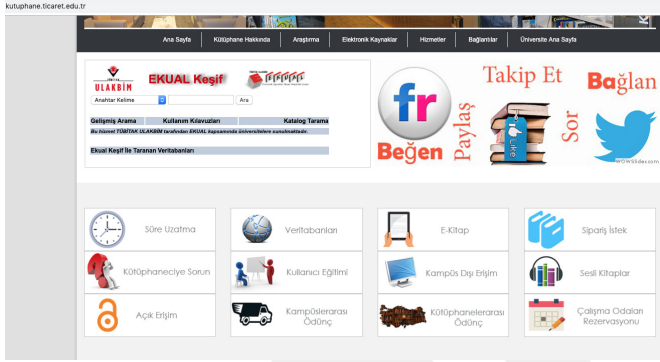 kutuphane.ticaret.edu.tr
Ana Sayfa Kütüphane Hakkında Araştırma Elektronik Kaynaklar Hizmetler Bağlantılar Üniversite Ana Sayfa
ULAKBİM
EKUAL Keşif
Anahtar Kelime
Ara
Gelişmiş Arama Kullanım Kılavuzları Katalog Tarama
Bu hizmet TÜBİTAK ULAKBİM tarafından EKUAL kapsamında üniversitelere sunulmaktadır.
Ekual Keşif İle Taranan Veritabanları
fr
Beğen
Paylaş
Takip Et
Like
Sor
Bağlan
WOWSlider.com
Süre Uzatma
Veritabanları
E-Kitap
Sipariş İstek
Kütüphaneciye Sorun
Kullanıcı Eğitimi
Kampüs Dışı Erişim
Sesli Kitaplar
Açık Erişim
Kampüslerarası
Ödünç
Kütüphanelerarası
Ödünç
Çalışma Odaları
Rezervasyonu